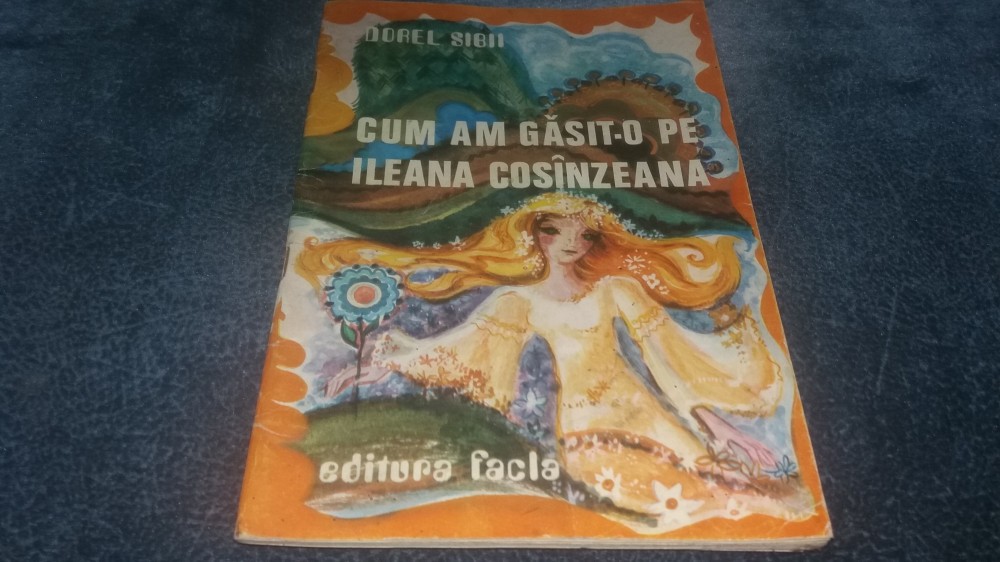 DOREL SIBII
CUM AM GĂSIT-O PE
ILEANA COSÎNZEANA
editura facla